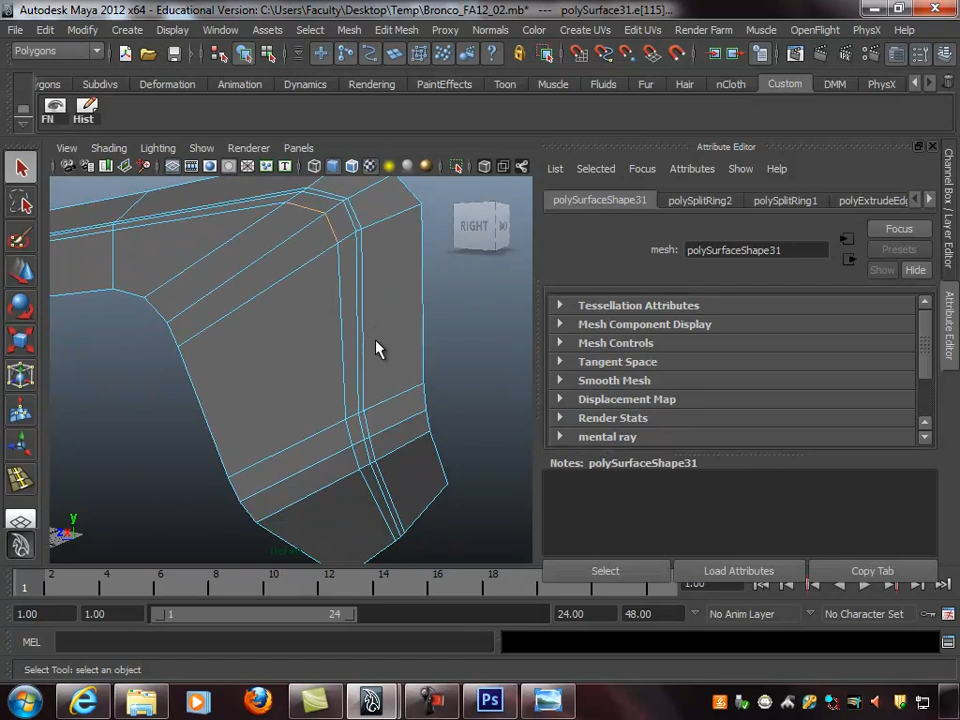 Autodesk Maya 2012 x64 - Educational Version: C:\Users\Faculty\Desktop\Temp\Bronco_FA12_02.mb* --- polySurface31.e[115]...
File Edit Modify Create Display Window Assets Select Mesh Edit Mesh Proxy Normals Color Create UVs Edit UVs Render Farm Muscle OpenFlight PhysX Help
Polygons
ygons Subdivs Deformation Animation Dynamics Rendering PaintEffects Toon Muscle Fluids Fur Hair nCloth Custom DMM PhysX
FN Hist
View Shading Lighting Show Renderer Panels
Attribute Editor
List Selected Focus Attributes Show Help
polySurfaceShape31 polySplitRing2 polySplitRing1 polyExtrudeEdg
Focus
mesh: polySurfaceShape31
Presets
Show Hide
Tessellation Attributes
Mesh Component Display
Mesh Controls
Tangent Space
Smooth Mesh
Displacement Map
Render Stats
mental ray
Notes: polySurfaceShape31
Select Load Attributes Copy Tab
Channel Box / Layer Editor
Attribute Editor
RIGHT
y
2 4 6 8 10 12 14 16 18
1 1.00
1.00 1.00 1 24 24.00 48.00 No Anim Layer No Character Set
MEL
Select Tool: select an object
Ps